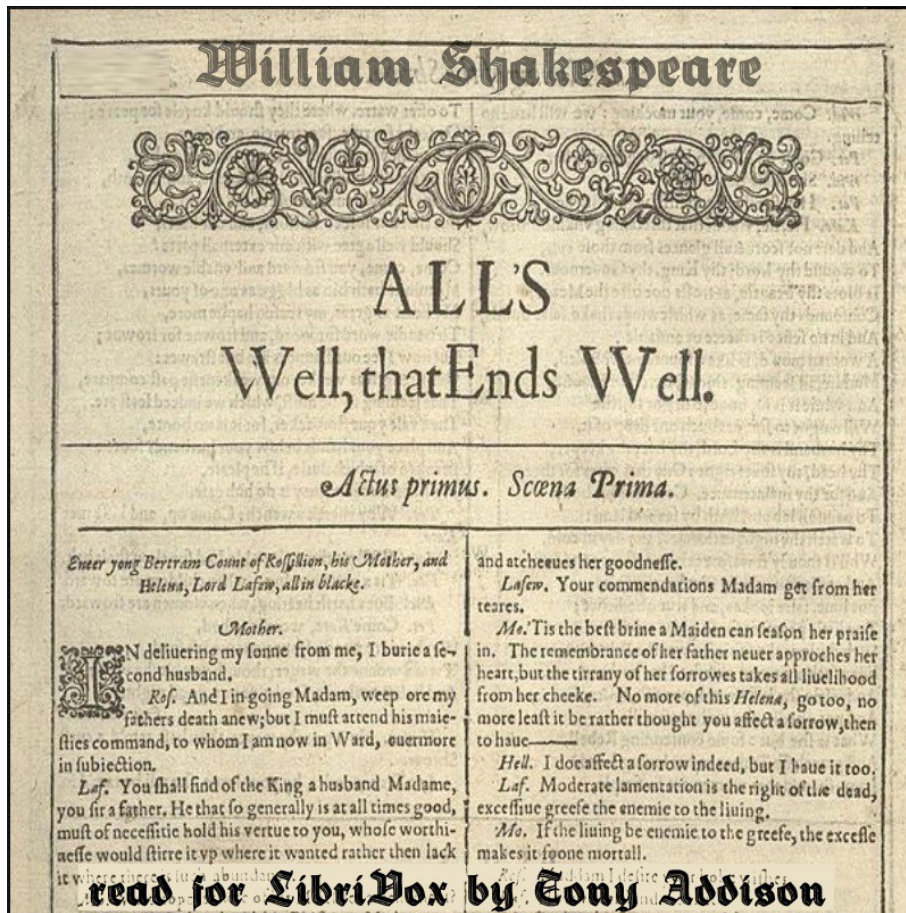 William Shakespeare
ALL'S
Well, that Ends Well.
Actus primus. Scœna Prima.
Enter yong Bertram Count of Rossillion, his Mother, and
Helena, Lord Lafew, all in blacke.
Mother.
IN deliuering my sonne from me, I burie a se-
cond husband.
Ros. And I in going Madam, weep ore my
fathers death anew; but I must attend his maie-
sties command, to whom I am now in Ward, euermore
in subiection.
Laf. You shall find of the King a husband Madame,
you sir a father. He that so generally is at all times good,
must of necessitie hold his vertue to you, whose worthi-
nesse would stirre it vp where it wanted rather then lack
it where there is such abundance.
and atcheeues her goodnesse.
Lafew. Your commendations Madam get from her
teares.
Mo. 'Tis the best brine a Maiden can season her praise
in. The remembrance of her father neuer approches her
heart, but the tirrany of her sorrowes takes all liuelihood
from her cheeke. No more of this Helena, go too, no
more least it be rather thought you affect a sorrow, then
to haue——
Hell. I doe affect a sorrow indeed, but I haue it too.
Laf. Moderate lamentation is the right of the dead,
excessiue greefe the enemie to the liuing.
Mo. If the liuing be enemie to the greefe, the excesse
makes it soone mortall.
read for LibriVox by Tony Addison